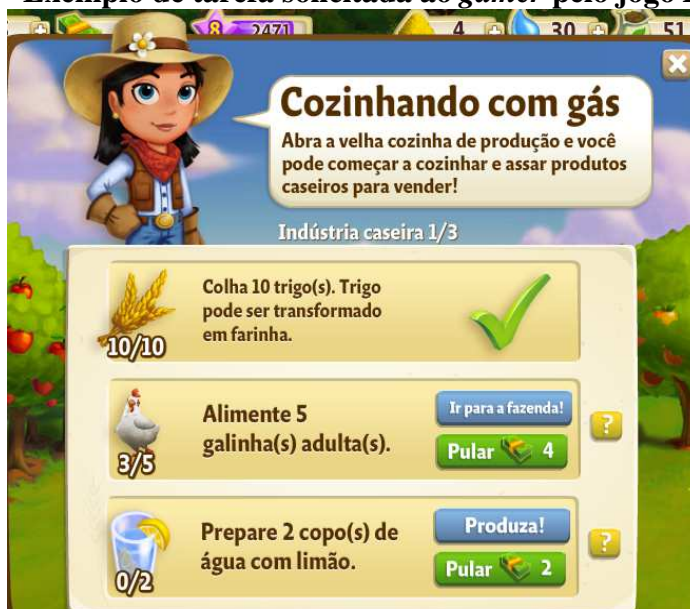 Exemplo de tarefa solicitada ao gamer pelo jogo
8 2471 4 30 51
Cozinhando com gás
Abra a velha cozinha de produção e você
pode começar a cozinhar e assar produtos
caseiros para vender!
Indústria caseira 1/3
Colha 10 trigo(s). Trigo
pode ser transformado
em farinha.
10/10
Alimente 5
galinha(s) adulta(s).
3/5
Ir para a fazenda!
Pular 4
?
Prepare 2 copo(s) de
água com limão.
0/2
Produza!
Pular 2
?